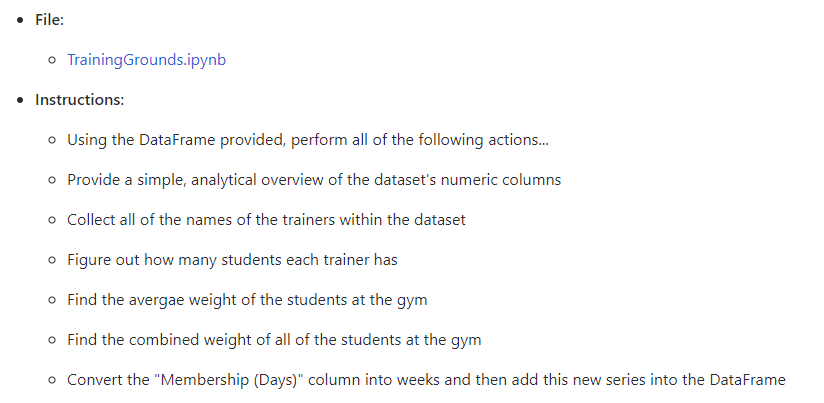 File:
TrainingGrounds.ipynb
Instructions:
Using the DataFrame provided, perform all of the following actions...
Provide a simple, analytical overview of the dataset's numeric columns
Collect all of the names of the trainers within the dataset
Figure out how many students each trainer has
Find the avergae weight of the students at the gym
Find the combined weight of all of the students at the gym
Convert the "Membership (Days)" column into weeks and then add this new series into the DataFrame